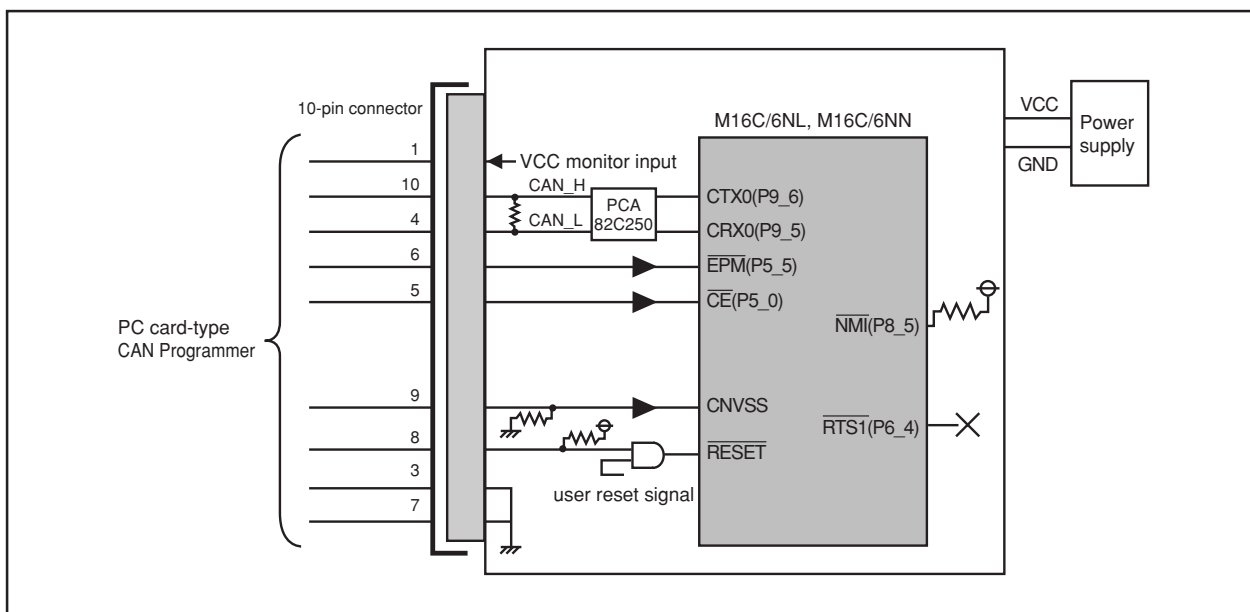 10-pin connector
M16C/6NL, M16C/6NN
VCC
Power
supply
GND
1
VCC monitor input
10
CAN_H
PCA
82C250
CTX0(P9_6)
4
CAN_L
CRX0(P9_5)
6
EPM(P5_5)
5
CE(P5_0)
NMI(P8_5)
PC card-type
CAN Programmer
9
CNVSS
RTS1(P6_4)
8
RESET
3
user reset signal
7